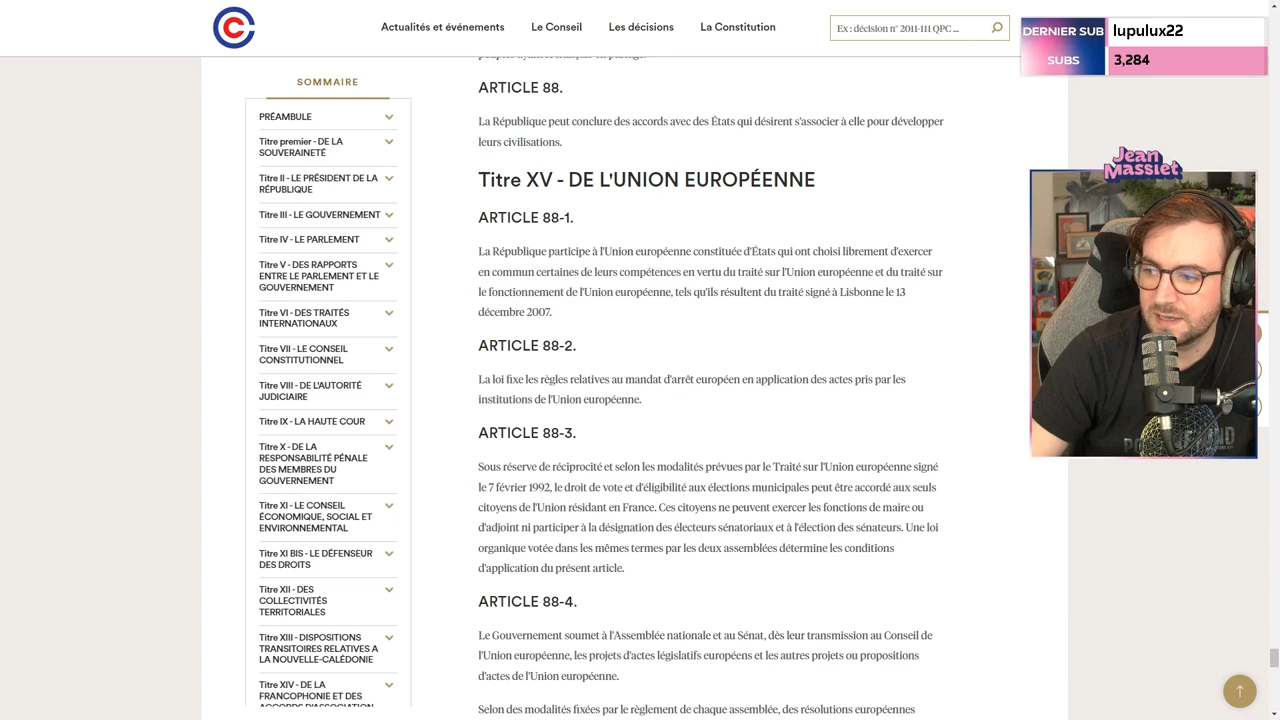 Actualités et événements
Le Conseil
Les décisions
La Constitution
Ex : décision n° 2011-111 QPC ...
DERNIER SUB
lupulux22
SUBS
3,284
SOMMAIRE
PRÉAMBULE
Titre premier - DE LA
SOUVERAINETÉ
Titre II - LE PRÉSIDENT DE LA
RÉPUBLIQUE
Titre III - LE GOUVERNEMENT
Titre IV - LE PARLEMENT
Titre V - DES RAPPORTS
ENTRE LE PARLEMENT ET LE
GOUVERNEMENT
Titre VI - DES TRAITÉS
INTERNATIONAUX
Titre VII - LE CONSEIL
CONSTITUTIONNEL
Titre VIII - DE L'AUTORITÉ
JUDICIAIRE
Titre IX - LA HAUTE COUR
Titre X - DE LA
RESPONSABILITÉ PÉNALE
DES MEMBRES DU
GOUVERNEMENT
Titre XI - LE CONSEIL
ÉCONOMIQUE, SOCIAL ET
ENVIRONNEMENTAL
Titre XI BIS - LE DÉFENSEUR
DES DROITS
Titre XII - DES
COLLECTIVITÉS
TERRITORIALES
Titre XIII - DISPOSITIONS
TRANSITOIRES RELATIVES A
LA NOUVELLE-CALÉDONIE
Titre XIV - DE LA
FRANCOPHONIE ET DES
ACCORDS D'ASSOCIATION
ARTICLE 88.
La République peut conclure des accords avec des États qui désirent s'associer à elle pour développer
leurs civilisations.
Titre XV - DE L'UNION EUROPÉENNE
ARTICLE 88-1.
La République participe à l'Union européenne constituée d'États qui ont choisi librement d'exercer
en commun certaines de leurs compétences en vertu du traité sur l'Union européenne et du traité sur
le fonctionnement de l'Union européenne, tels qu'ils résultent du traité signé à Lisbonne le 13
décembre 2007.
ARTICLE 88-2.
La loi fixe les règles relatives au mandat d'arrêt européen en application des actes pris par les
institutions de l'Union européenne.
ARTICLE 88-3.
Sous réserve de réciprocité et selon les modalités prévues par le Traité sur l'Union européenne signé
le 7 février 1992, le droit de vote et d'éligibilité aux élections municipales peut être accordé aux seuls
citoyens de l'Union résidant en France. Ces citoyens ne peuvent exercer les fonctions de maire ou
d'adjoint ni participer à la désignation des électeurs sénatoriaux et à l'élection des sénateurs. Une loi
organique votée dans les mêmes termes par les deux assemblées détermine les conditions
d'application du présent article.
ARTICLE 88-4.
Le Gouvernement soumet à l'Assemblée nationale et au Sénat, dès leur transmission au Conseil de
l'Union européenne, les projets d'actes législatifs européens et les autres projets ou propositions
d'actes de l'Union européenne.
Selon des modalités fixées par le règlement de chaque assemblée, des résolutions européennes
Jean
Massiet